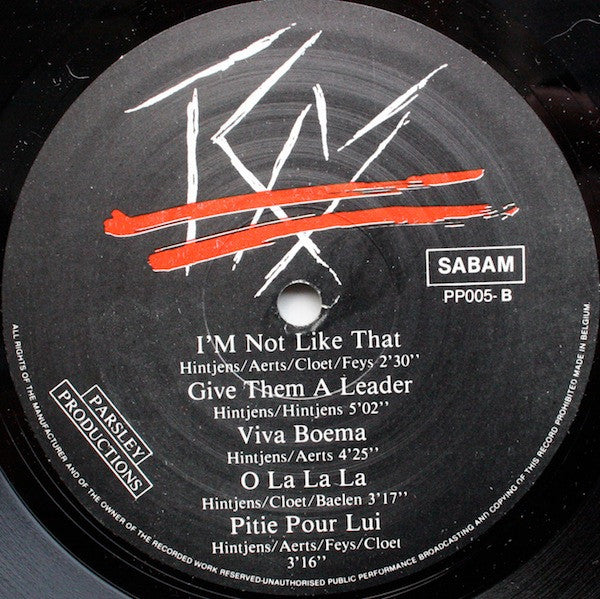 SABAM
PP005- B
I'M Not Like That
Hintjens/Aerts/Cloet/Feys 2'30''
Give Them A Leader
Hintjens/Hintjens 5'02''
Viva Boema
Hintjens/Aerts 4'25''
O La La La
Hintjens/Cloet/Baelen 3'17''
Pitie Pour Lui
Hintjens/Aerts/Feys/Cloet
3'16''
PARSLEY
PRODUCTIONS
ALL RIGHTS OF THE MANUFACTURER AND OF THE OWNER OF THE RECORDED WORK RESERVED-UNAUTHORISED PUBLIC PERFORMANCE BROADCASTING AND COPYING OF THIS RECORD PROHIBITED MADE IN BELGIUM.